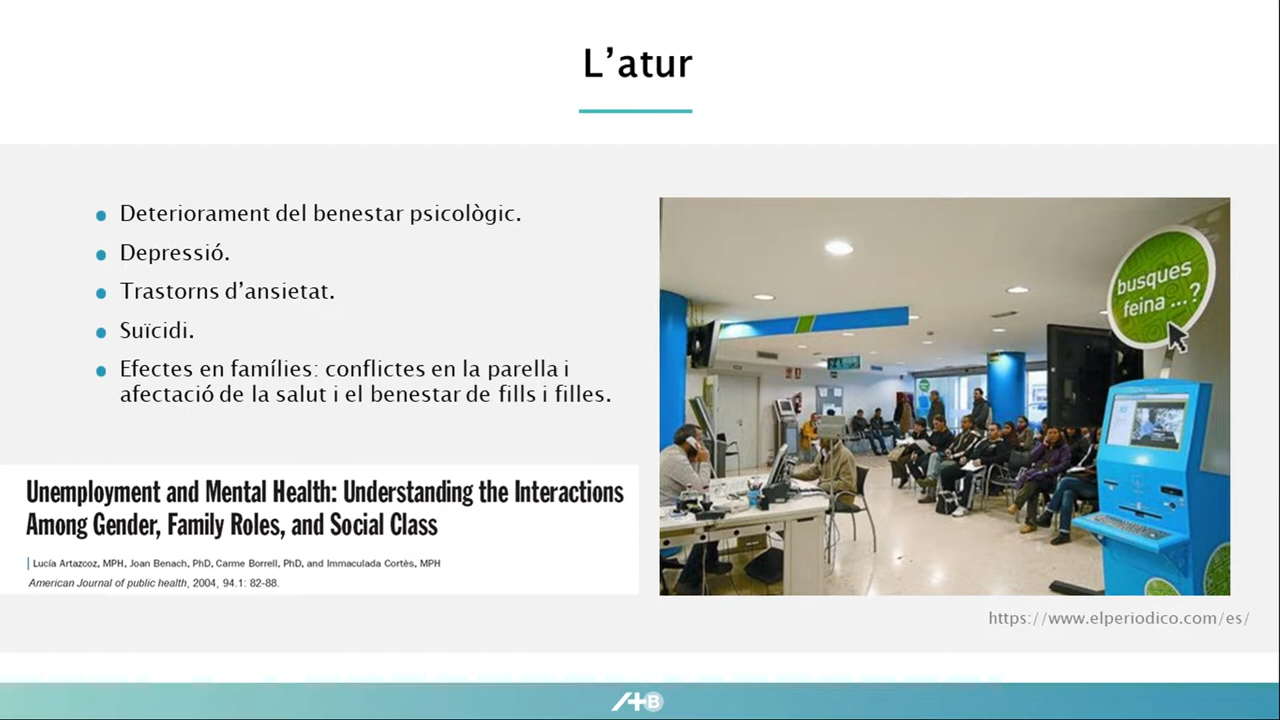 L’atur
Deteriorament del benestar psicològic.
Depressió.
Trastorns d’ansietat.
Suïcidi.
Efectes en famílies: conflictes en la parella i
afectació de la salut i el benestar de fills i filles.
Unemployment and Mental Health: Understanding the Interactions
Among Gender, Family Roles, and Social Class
Lucía Artazcoz, MPH, Joan Benach, PhD, Carme Borrell, PhD, and Immaculada Cortès, MPH
American Journal of public health, 2004, 94.1: 82-88.
busques
feina ...?
https://www.elperiodico.com/es/